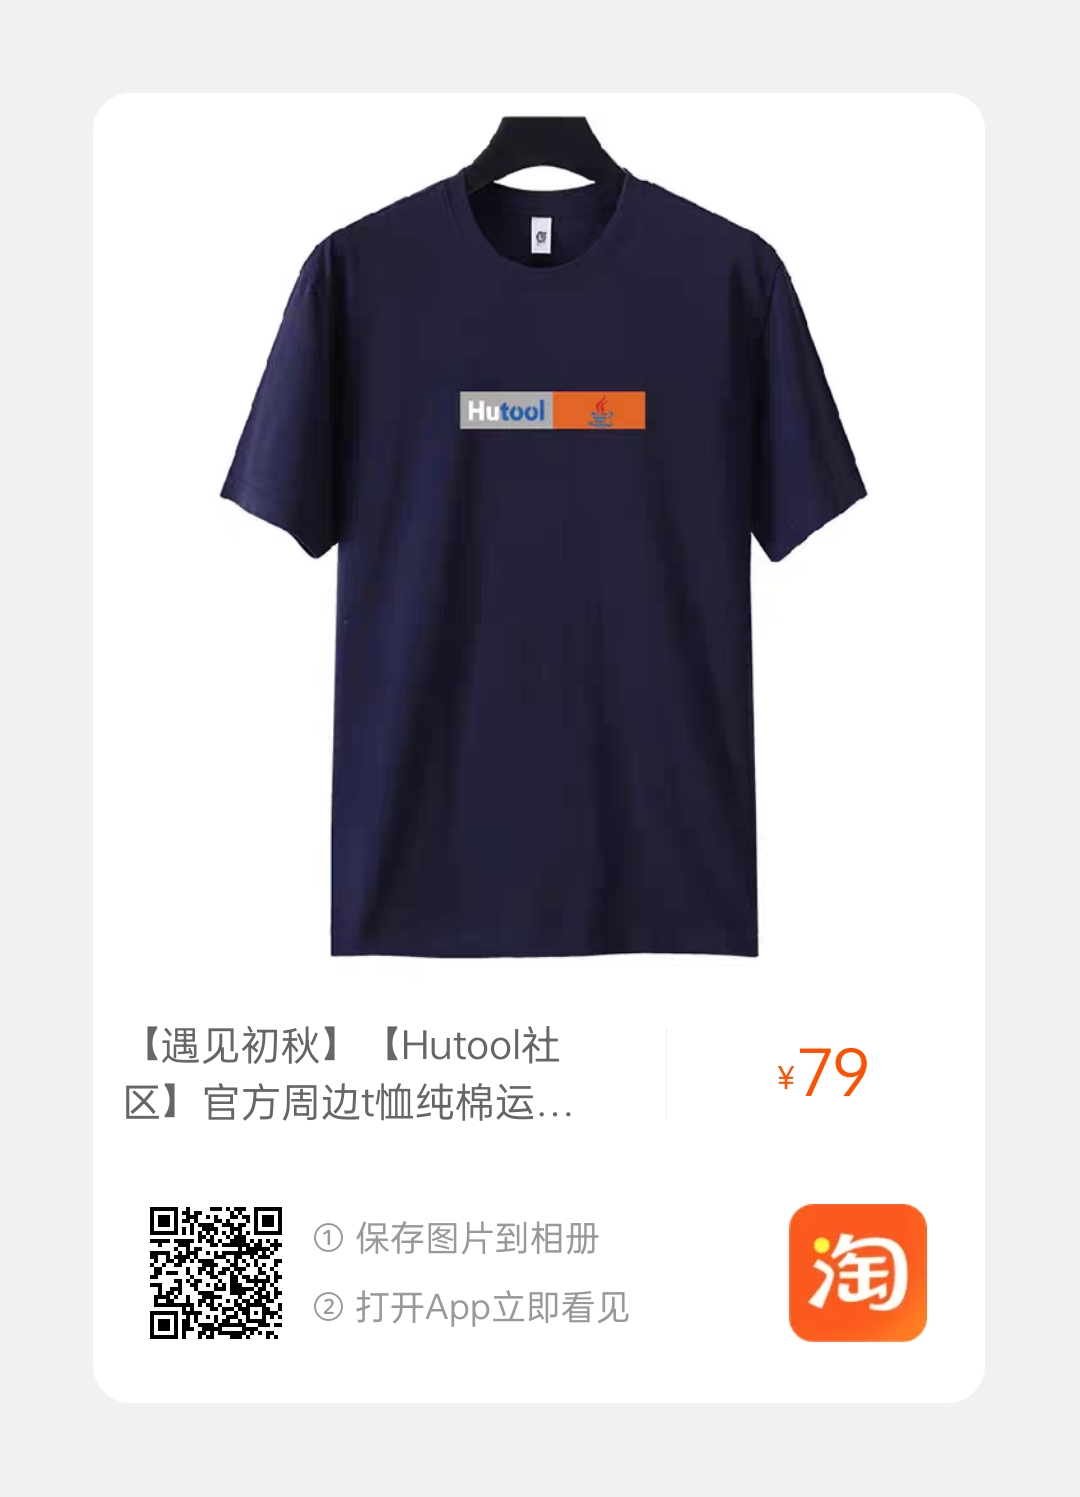 Hutool
【遇见初秋】【Hutool社
区】官方周边t恤纯棉运...
¥79
① 保存图片到相册
② 打开App立即看见
淘